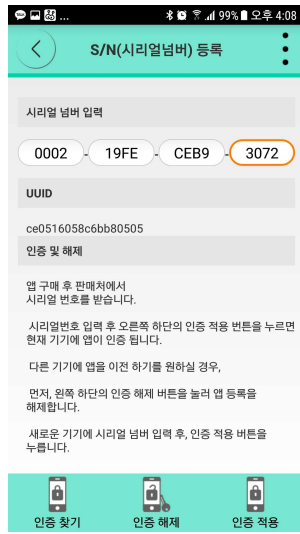 ... 99% 오후 4:08
S/N(시리얼넘버) 등록
시리얼 넘버 입력
0002 - 19FE - CEB9 - 3072
UUID
ce0516058c6bb80505
인증 및 해제
앱 구매 후 판매처에서
시리얼 번호를 받습니다.
시리얼번호 입력 후 오른쪽 하단의 인증 적용 버튼을 누르면
현재 기기에 앱이 인증 됩니다.
다른 기기에 앱을 이전 하기를 원하실 경우,
먼저, 왼쪽 하단의 인증 해제 버튼을 눌러 앱 등록을
해제합니다.
새로운 기기에 시리얼 넘버 입력 후, 인증 적용 버튼을
누릅니다.
인증 찾기 인증 해제 인증 적용